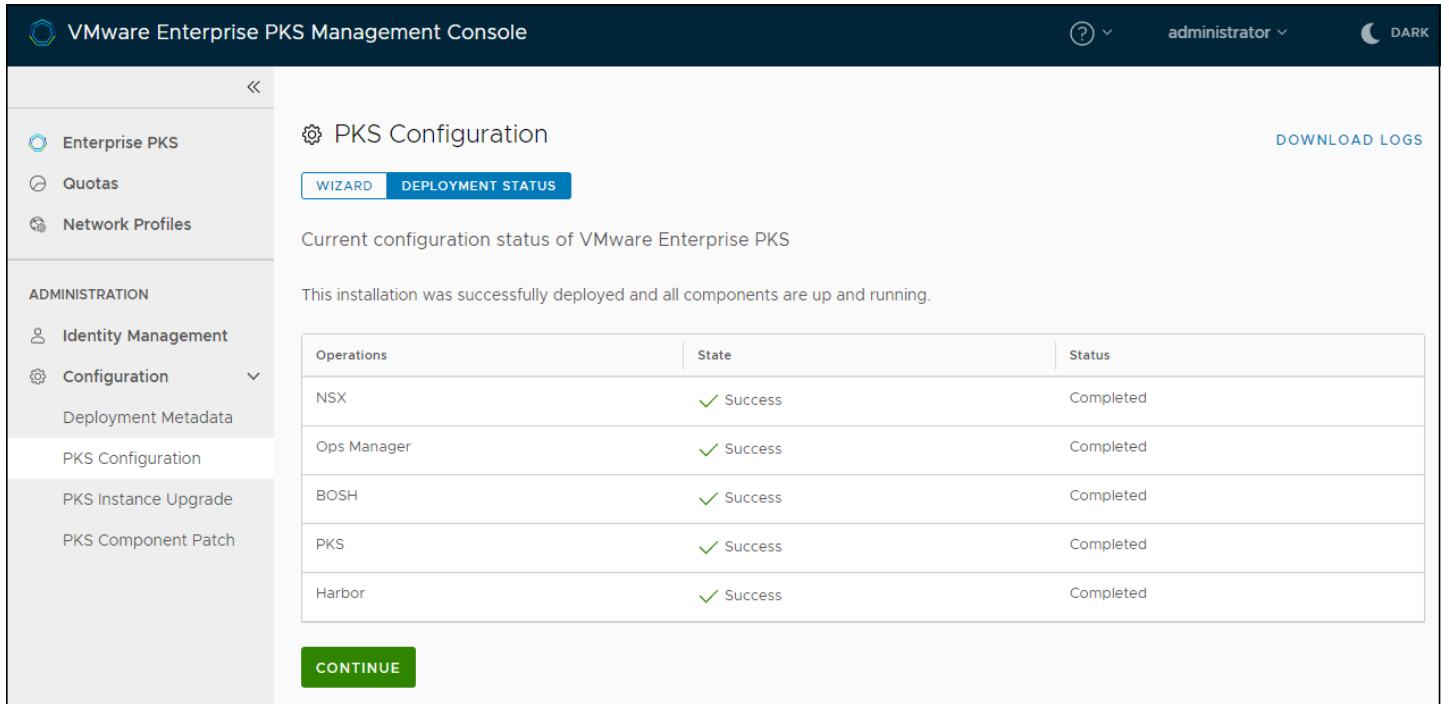 VMware Enterprise PKS Management Console
administrator
DARK
Enterprise PKS
Quotas
Network Profiles
ADMINISTRATION
Identity Management
Configuration
Deployment Metadata
PKS Configuration
PKS Instance Upgrade
PKS Component Patch
PKS Configuration
DOWNLOAD LOGS
WIZARD DEPLOYMENT STATUS
Current configuration status of VMware Enterprise PKS
This installation was successfully deployed and all components are up and running.
Operations State Status
NSX Success Completed
Ops Manager Success Completed
BOSH Success Completed
PKS Success Completed
Harbor Success Completed
CONTINUE